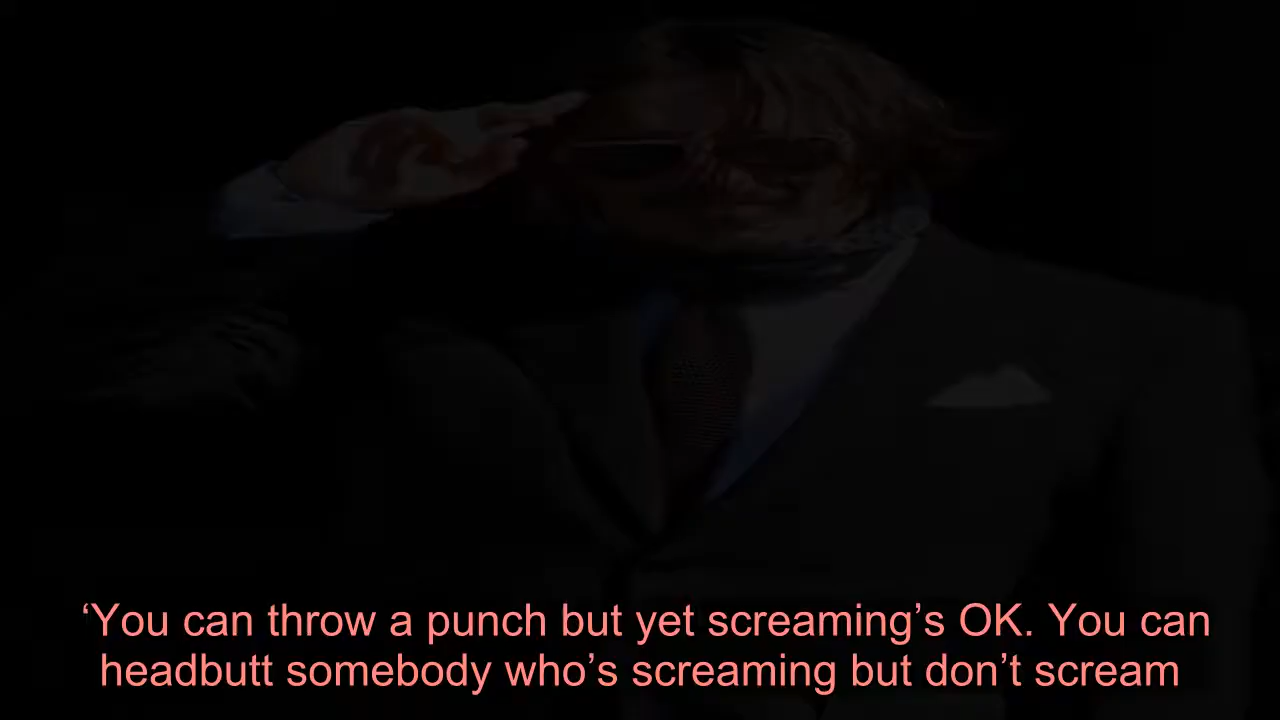 ‘You can throw a punch but yet screaming’s OK. You can
headbutt somebody who’s screaming but don’t scream